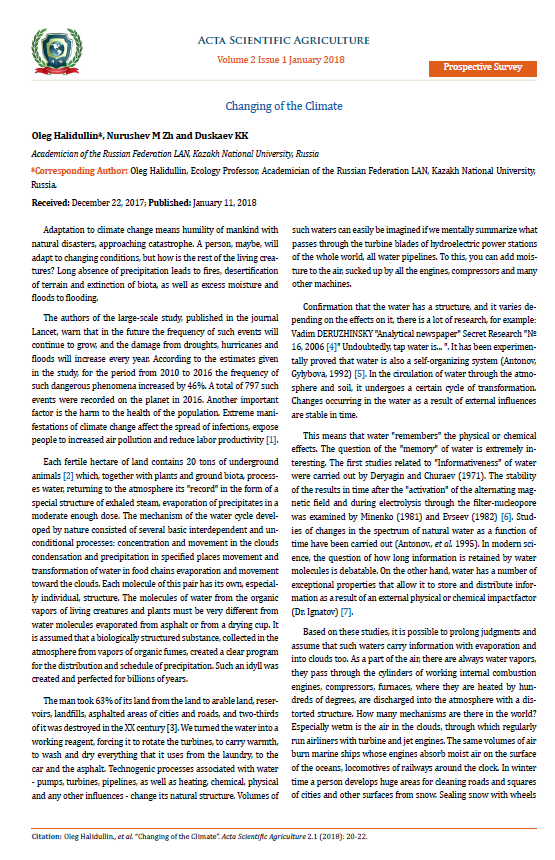 ACTA SCIENTIFIC AGRICULTURE
Volume 2 Issue 1 January 2018
Prospective Survey
Changing of the Climate
Oleg Halidullin*, Nurushev M Zh and Duskaev KK
Academician of the Russian Federation LAN, Kazakh National University, Russia
*Corresponding Author: Oleg Halidullin, Ecology Professor, Academician of the Russian Federation LAN, Kazakh National University,
Russia.
Received: December 22, 2017; Published: January 11, 2018
Adaptation to climate change means humility of mankind with
natural disasters, approaching catastrophe. A person, maybe, will
adapt to changing conditions, but how is the rest of the living crea-
tures? Long absence of precipitation leads to fires, desertification
of terrain and extinction of biota, as well as excess moisture and
floods to flooding.
The authors of the large-scale study, published in the journal
Lancet, warn that in the future the frequency of such events will
continue to grow, and the damage from droughts, hurricanes and
floods will increase every year. According to the estimates given
in the study, for the period from 2010 to 2016 the frequency of
such dangerous phenomena increased by 46%. A total of 797 such
events were recorded on the planet in 2016. Another important
factor is the harm to the health of the population. Extreme mani-
festations of climate change affect the spread of infections, expose
people to increased air pollution and reduce labor productivity [1].
Each fertile hectare of land contains 20 tons of underground
animals [2] which, together with plants and ground biota, process-
es water, returning to the atmosphere its "record" in the form of a
special structure of exhaled steam, evaporation of precipitates in a
moderate enough dose. The mechanism of the water cycle devel-
oped by nature consisted of several basic interdependent and un-
conditional processes: concentration and movement in the clouds
condensation and precipitation in specified places movement and
transformation of water in food chains evaporation and movement
toward the clouds. Each molecule of this pair has its own, especial-
ly individual, structure. The molecules of water from the organic
vapors of living creatures and plants must be very different from
water molecules evaporated from asphalt or from a drying cup. It
is assumed that a biologically structured substance, collected in the
atmosphere from vapors of organic fumes, created a clear program
for the distribution and schedule of precipitation. Such an idyll was
created and perfected for billions of years.
The man took 63% of its land from the land to arable land, reser-
voirs, landfills, asphalted areas of cities and roads, and two-thirds
of it was destroyed in the XX century [3]. We turned the water into a
working reagent, forcing it to rotate the turbines, to carry warmth,
to wash and dry everything that it uses from the laundry, to the
car and the asphalt. Technogenic processes associated with water
- pumps, turbines, pipelines, as well as heating, chemical, physical
and any other influences - change its natural structure. Volumes of
such waters can easily be imagined if we mentally summarize what
passes through the turbine blades of hydroelectric power stations
of the whole world, all water pipelines. To this, you can add mois-
ture to the air, sucked up by all the engines, compressors and many
other machines.
Confirmation that the water has a structure, and it varies de-
pending on the effects on it, there is a lot of research, for example:
Vadim DERUZHINSKY "Analytical newspaper" Secret Research "№
16, 2006 [4]" Undoubtedly, tap water is... ". It has been experimen-
tally proved that water is also a self-organizing system (Antonov,
Gylybova, 1992) [5]. In the circulation of water through the atmo-
sphere and soil, it undergoes a certain cycle of transformation.
Changes occurring in the water as a result of external influences
are stable in time.
This means that water "remembers" the physical or chemical
effects. The question of the "memory" of water is extremely in-
teresting. The first studies related to "Informativeness" of water
were carried out by Deryagin and Churaev (1971). The stability
of the results in time after the "activation" of the alternating mag-
netic field and during electrolysis through the filter-nucleopore
was examined by Minenko (1981) and Evseev (1982) [6]. Stud-
ies of changes in the spectrum of natural water as a function of
time have been carried out (Antonov, et al. 1995). In modern sci-
ence, the question of how long information is retained by water
molecules is debatable. On the other hand, water has a number of
exceptional properties that allow it to store and distribute infor-
mation as a result of an external physical or chemical impact factor
(Dr. Ignatov) [7].
Based on these studies, it is possible to prolong judgments and
assume that such waters carry information with evaporation and
into clouds too. As a part of the air, there are always water vapors,
they pass through the cylinders of working internal combustion
engines, compressors, furnaces, where they are heated by hun-
dreds of degrees, are discharged into the atmosphere with a dis-
torted structure. How many mechanisms are there in the world?
Especially wetm is the air in the clouds, through which regularly
run airliners with turbine and jet engines. The same volumes of air
burn marine ships whose engines absorb moist air on the surface
of the oceans, locomotives of railways around the clock. In winter
time a person develops huge areas for cleaning roads and squares
of cities and other surfaces from snow. Sealing snow with wheels
Citation: Oleg Halidullin., et al. "Changing of the Climate". Acta Scientific Agriculture 2.1 (2018): 20-22.